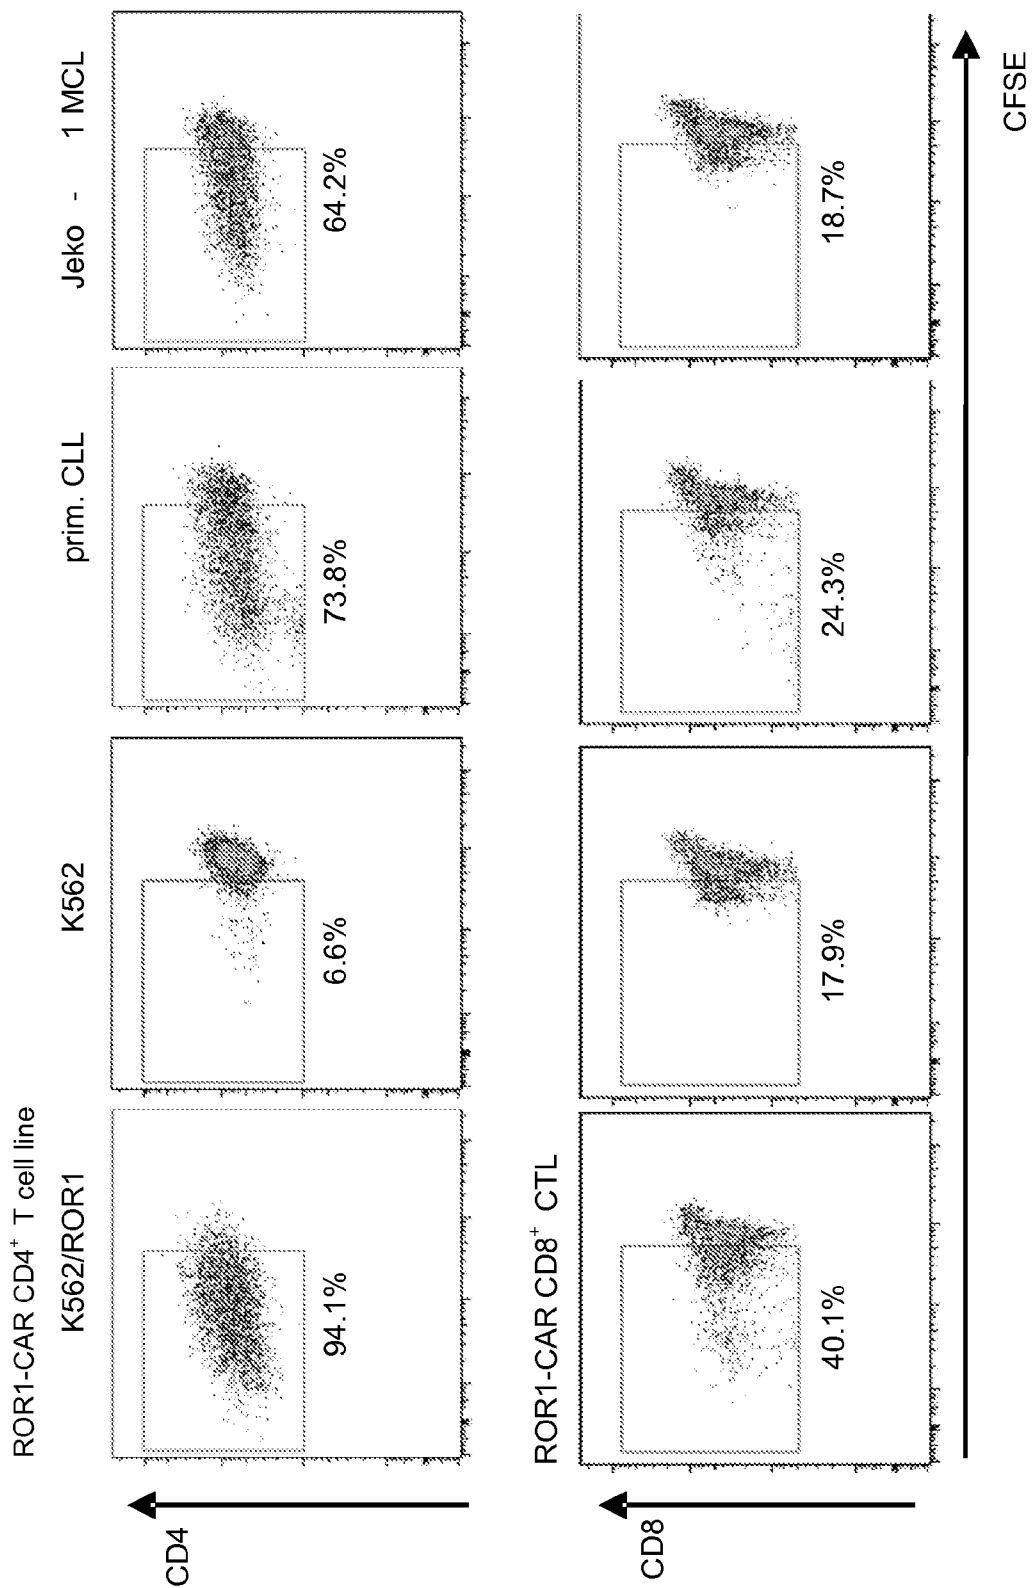 ROR1-CAR CD4⁺ T cell line
K562/ROR1
K562
prim. CLL
Jeko - 1 MCL
CD4
94.1%
6.6%
73.8%
64.2%
ROR1-CAR CD8⁺ CTL
CD8
40.1%
17.9%
24.3%
18.7%
CFSE